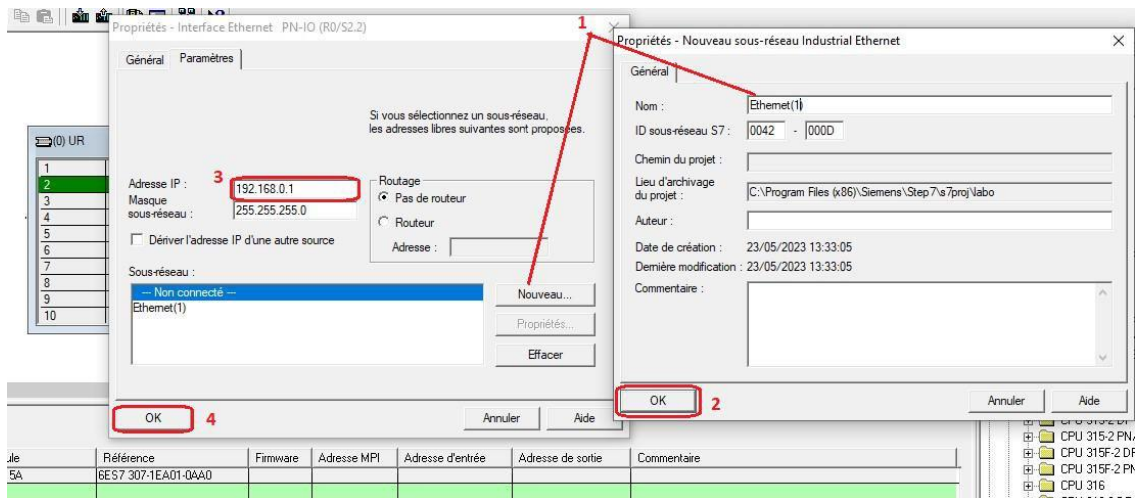 Propriétés - Interface Ethernet PN-IO (R0/S2.2)
Général
Paramètres
Si vous sélectionnez un sous-réseau,
les adresses libres suivantes sont proposées.
Adresse IP :
3
192.168.0.1
Masque
sous-réseau :
255.255.255.0
Dériver l'adresse IP d'une autre source
Routage
Pas de routeur
Routeur
Adresse :
Sous-réseau :
--- Non connecté ---
Ethernet(1)
Nouveau...
Propriétés...
Effacer
OK
4
Annuler
Aide
1
Propriétés - Nouveau sous-réseau Industrial Ethernet
Général
Nom :
Ethernet(1)
ID sous-réseau S7 :
0042 - 000D
Chemin du projet :
Lieu d'archivage
du projet :
C:\Program Files (x86)\Siemens\Step7\s7proj\labo
Auteur :
Date de création : 23/05/2023 13:33:05
Dernière modification : 23/05/2023 13:33:05
Commentaire :
OK
2
Annuler
Aide
(0) UR
1
2
3
4
5
6
7
8
9
10
Référence
Firmware
Adresse MPI
Adresse d'entrée
Adresse de sortie
Commentaire
5A
6ES7 307-1EA01-0AA0
CPU 315-2 DP
CPU 315-2 PN
CPU 315F-2 DP
CPU 315F-2 PN
CPU 316